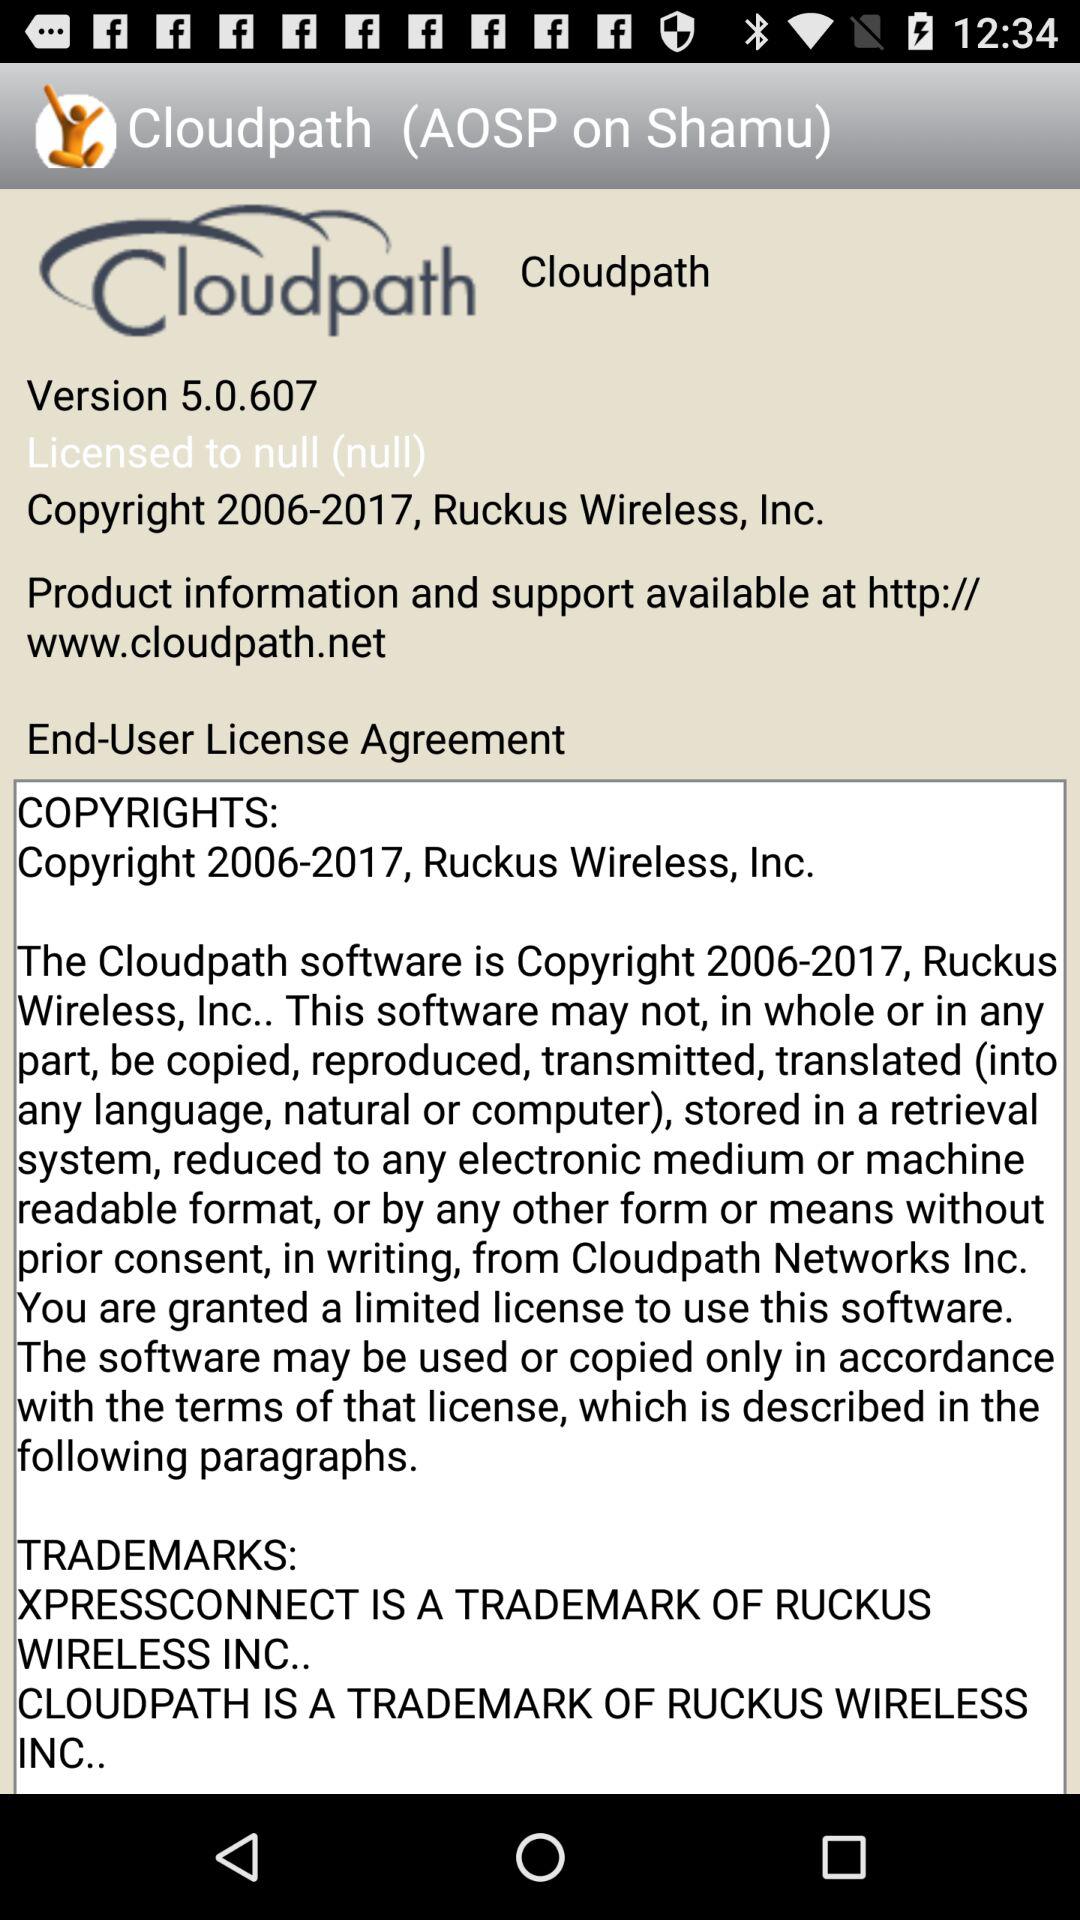 12:34
Cloudpath (AOSP on Shamu)
Cloudpath
Cloudpath
Version 5.0.607
Licensed to null (null)
Copyright 2006-2017, Ruckus Wireless, Inc.
Product information and support available at http://
www.cloudpath.net
End-User License Agreement
COPYRIGHTS:
Copyright 2006-2017, Ruckus Wireless, Inc.
The Cloudpath software is Copyright 2006-2017, Ruckus
Wireless, Inc.. This software may not, in whole or in any
part, be copied, reproduced, transmitted, translated (into
any language, natural or computer), stored in a retrieval
system, reduced to any electronic medium or machine
readable format, or by any other form or means without
prior consent, in writing, from Cloudpath Networks Inc.
You are granted a limited license to use this software.
The software may be used or copied only in accordance
with the terms of that license, which is described in the
following paragraphs.
TRADEMARKS:
XPRESSCONNECT IS A TRADEMARK OF RUCKUS
WIRELESS INC..
CLOUDPATH IS A TRADEMARK OF RUCKUS WIRELESS
INC..